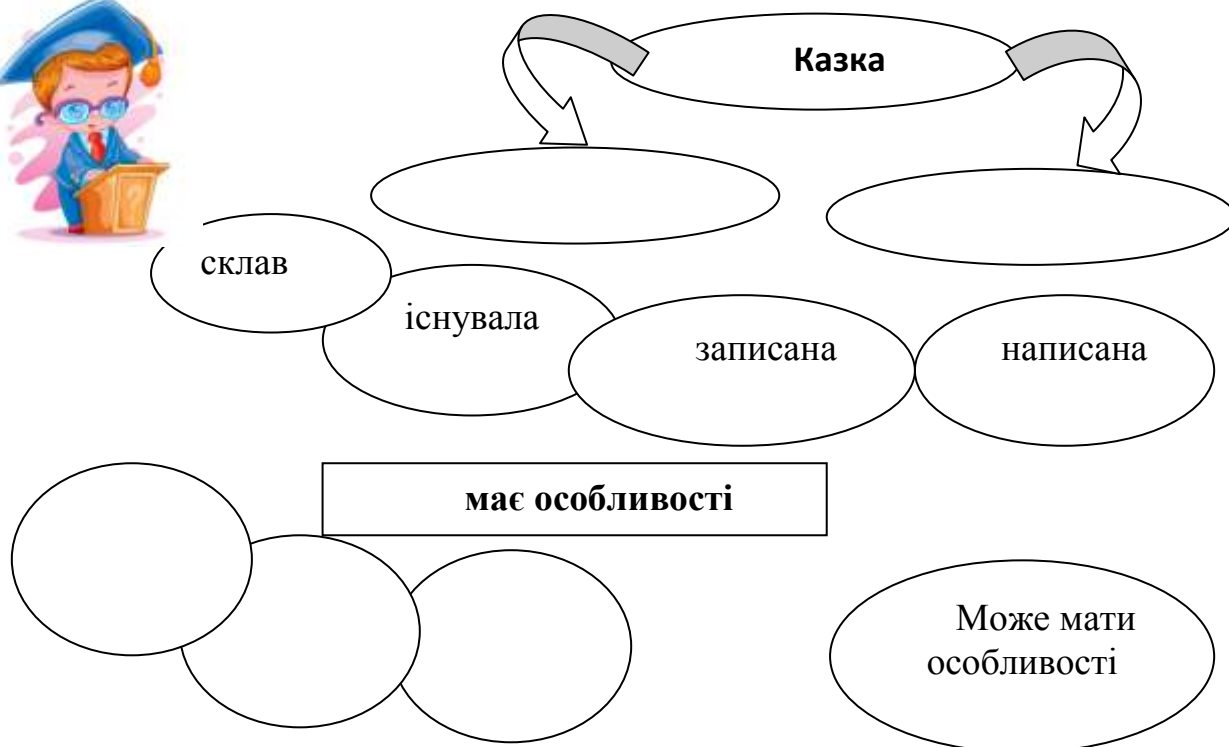 Казка
склав
існувала
записана
написана
має особливості
Може мати
особливості